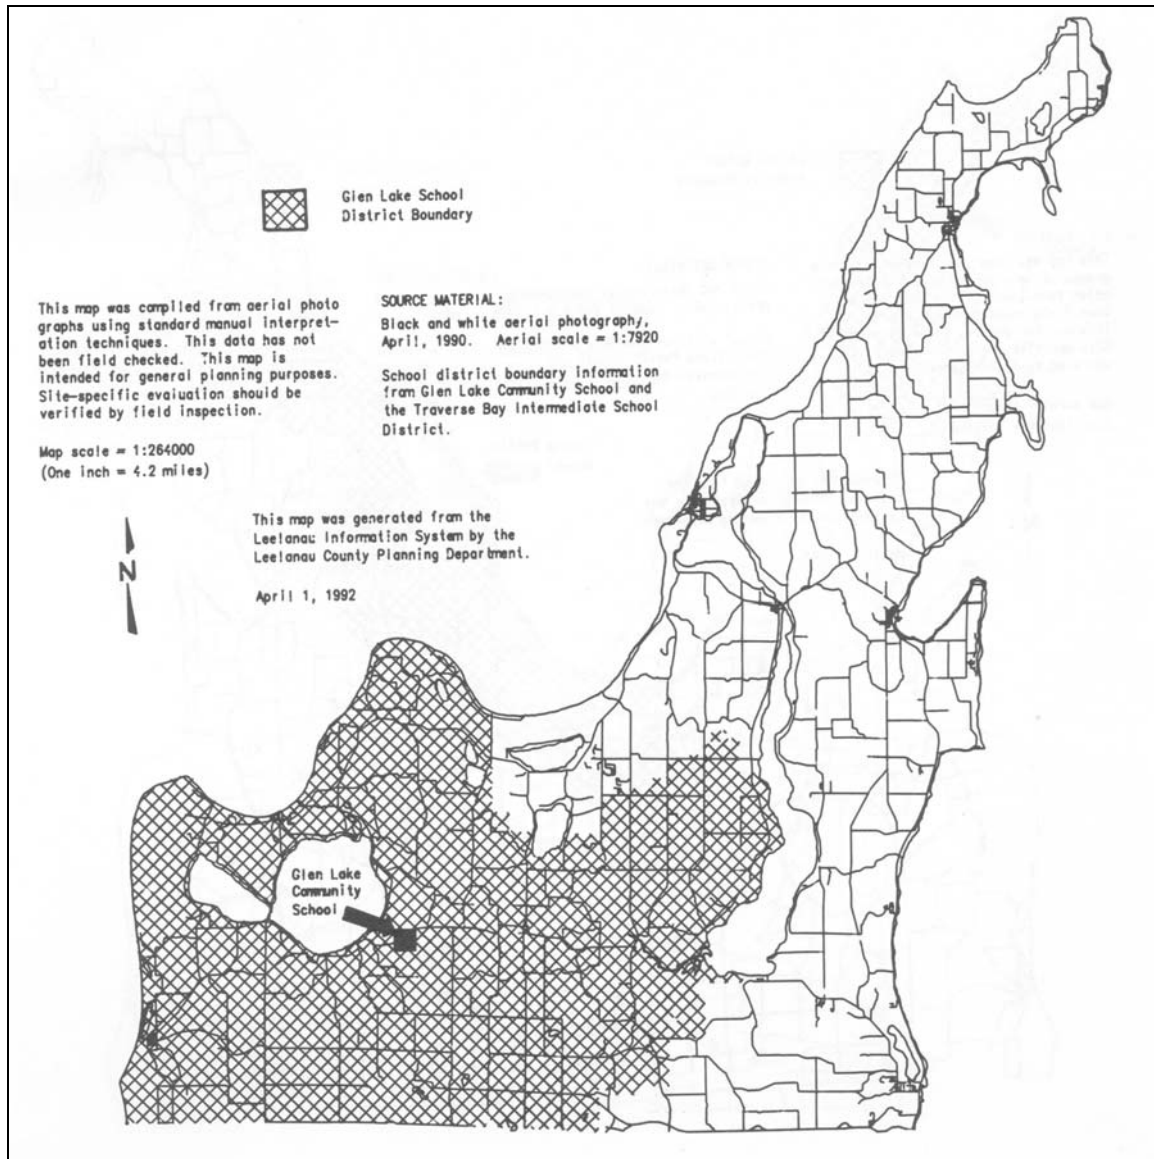 Glen Lake School
District Boundary
This map was compiled from aerial photo
graphs using standard manual interpret-
ation techniques. This data has not
been field checked. This map is
intended for general planning purposes.
Site-specific evaluation should be
verified by field inspection.
Map scale = 1:264000
(One inch = 4.2 miles)
SOURCE MATERIAL:
Black and white aerial photography,
April, 1990. Aerial scale = 1:7920
School district boundary information
from Glen Lake Community School and
the Traverse Bay Intermediate School
District.
This map was generated from the
Leelanau Information System by the
Leelanau County Planning Department.
April 1, 1992
N
Glen Lake
Community
School